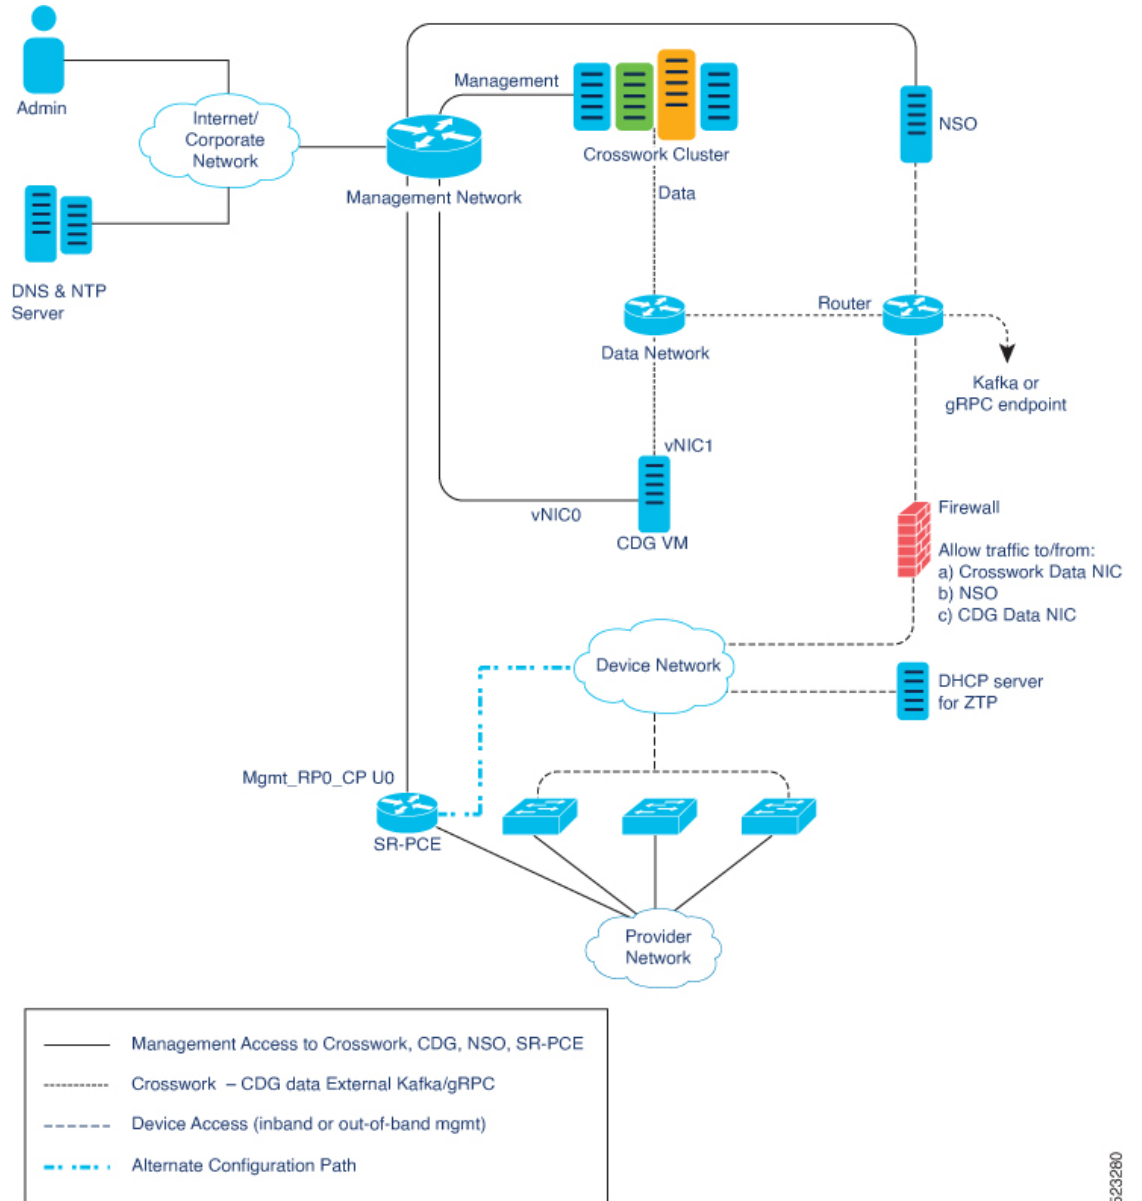 Admin
Internet/
Corporate
Network
DNS & NTP
Server
Management
Management Network
Crosswork Cluster
NSO
Data
Router
Data Network
Kafka or
gRPC endpoint
vNIC1
vNIC0
CDG VM
Firewall
Allow traffic to/from:
a) Crosswork Data NIC
b) NSO
c) CDG Data NIC
Device Network
DHCP server
for ZTP
Mgmt_RP0_CP U0
SR-PCE
Provider
Network
Management Access to Crosswork, CDG, NSO, SR-PCE
Crosswork – CDG data External Kafka/gRPC
Device Access (inband or out-of-band mgmt)
Alternate Configuration Path
523280